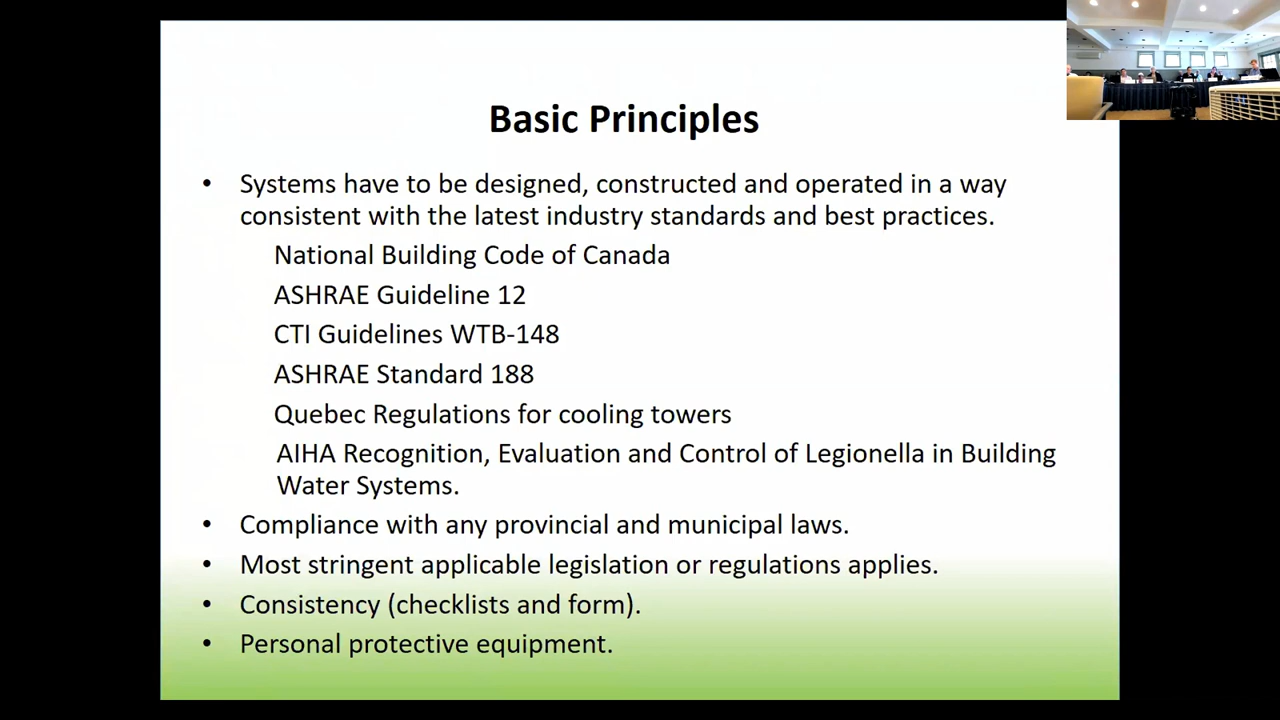 Basic Principles
• Systems have to be designed, constructed and operated in a way
consistent with the latest industry standards and best practices.
National Building Code of Canada
ASHRAE Guideline 12
CTI Guidelines WTB-148
ASHRAE Standard 188
Quebec Regulations for cooling towers
AIHA Recognition, Evaluation and Control of Legionella in Building
Water Systems.
• Compliance with any provincial and municipal laws.
• Most stringent applicable legislation or regulations applies.
• Consistency (checklists and form).
• Personal protective equipment.